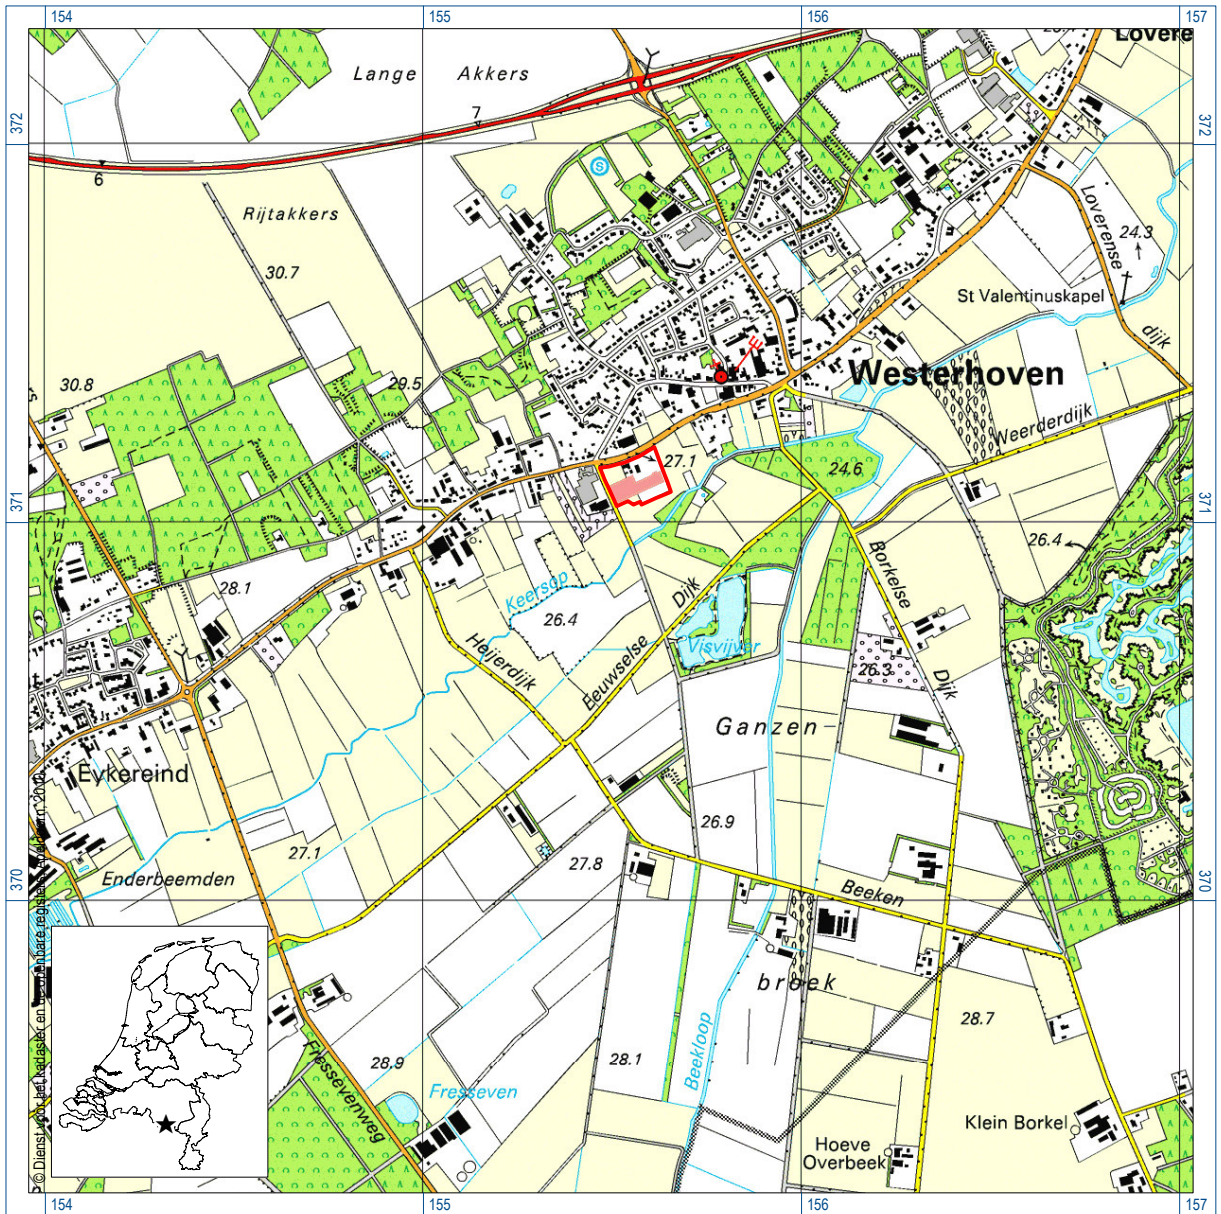 154
155
156
157
Lovere
Lange Akkers
7
372
372
6
S
Rijtakkers
Loverense
24.3
30.7
St Valentinuskapel
dijk
E
30.8
29.5
Westerhoven
Weerderdijk
27.1
24.6
371
371
26.4
Borkelse
28.1
Keersop
Dijk
26.4
Heijerdijk
Eeuwselse
Visvijver
26.3
Dijk
Ganzen
Eykereind
26.9
27.1
27.8
370
370
Enderbeemden
Beeken
broek
28.7
28.9
28.1
Fressevenweg
Fresseven
Beekloop
Klein Borkel
Hoeve
Overbeek
154
155
156
157